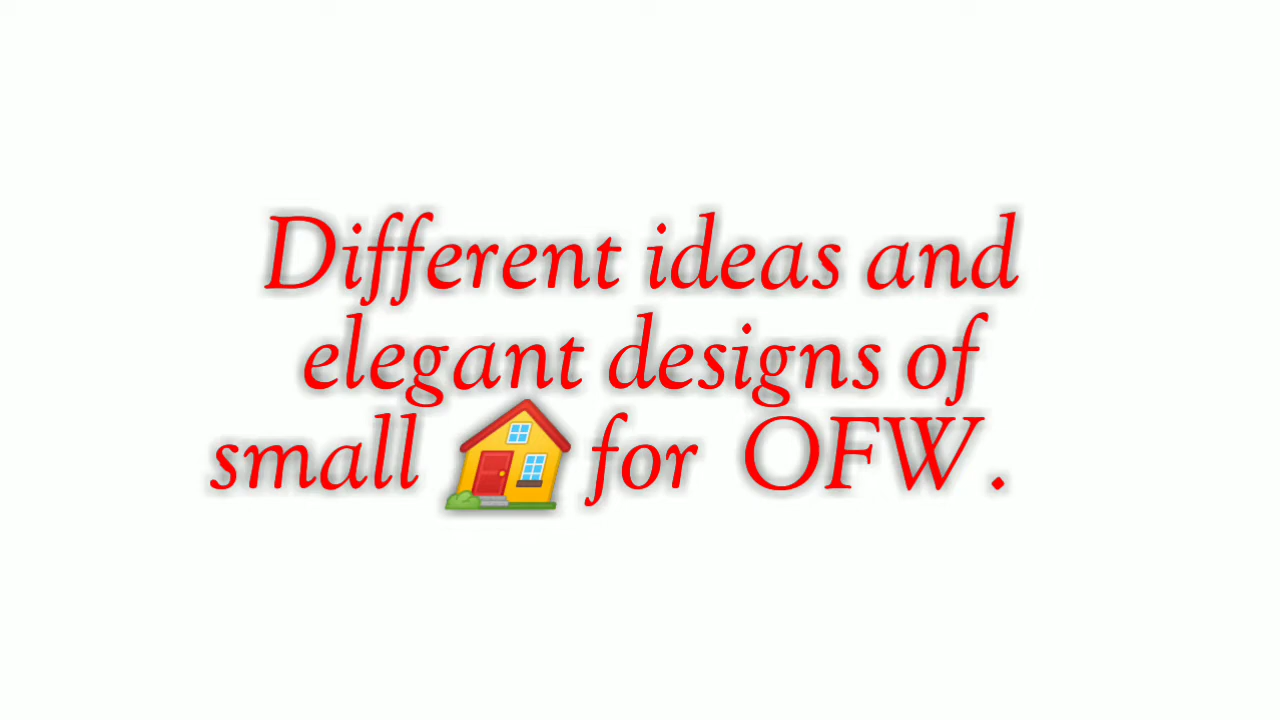 Different ideas and
elegant designs of
small 🏠 for OFW.